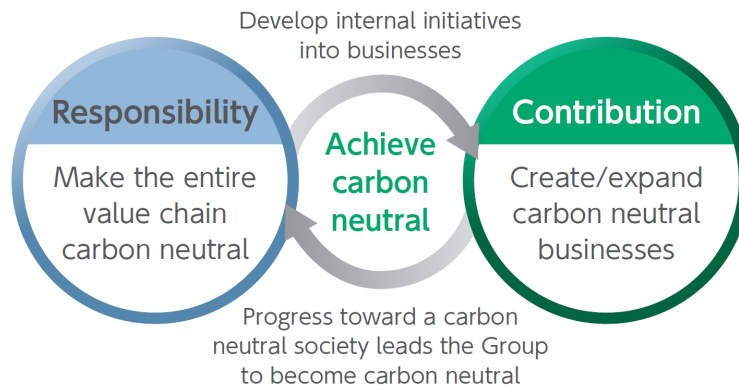 Develop internal initiatives
into businesses
Responsibility
Make the entire
value chain
carbon neutral
Achieve
carbon
neutral
Contribution
Create/expand
carbon neutral
businesses
Progress toward a carbon
neutral society leads the Group
to become carbon neutral